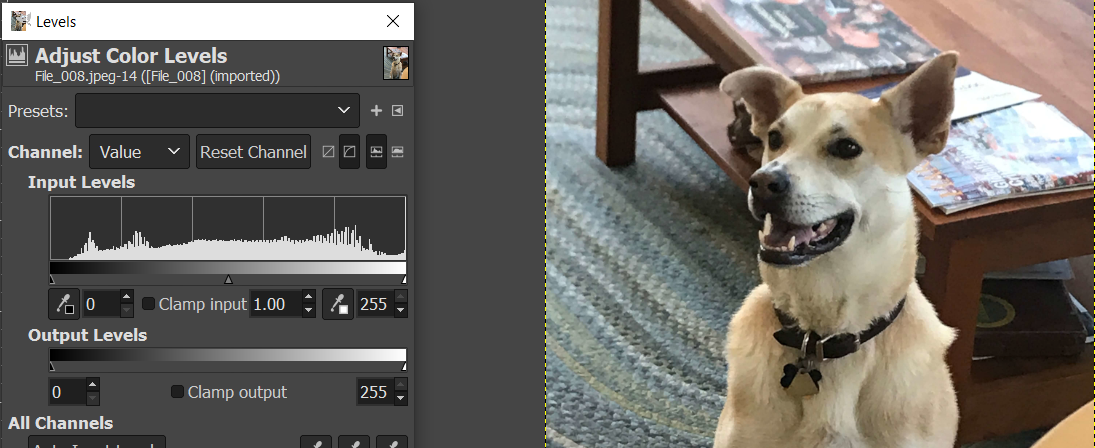 Levels
Adjust Color Levels
File_008.jpeg-14 ([File_008] (imported))
Presets:
Channel: Value Reset Channel
Input Levels
0 Clamp input 1.00 255
Output Levels
0 Clamp output 255
All Channels